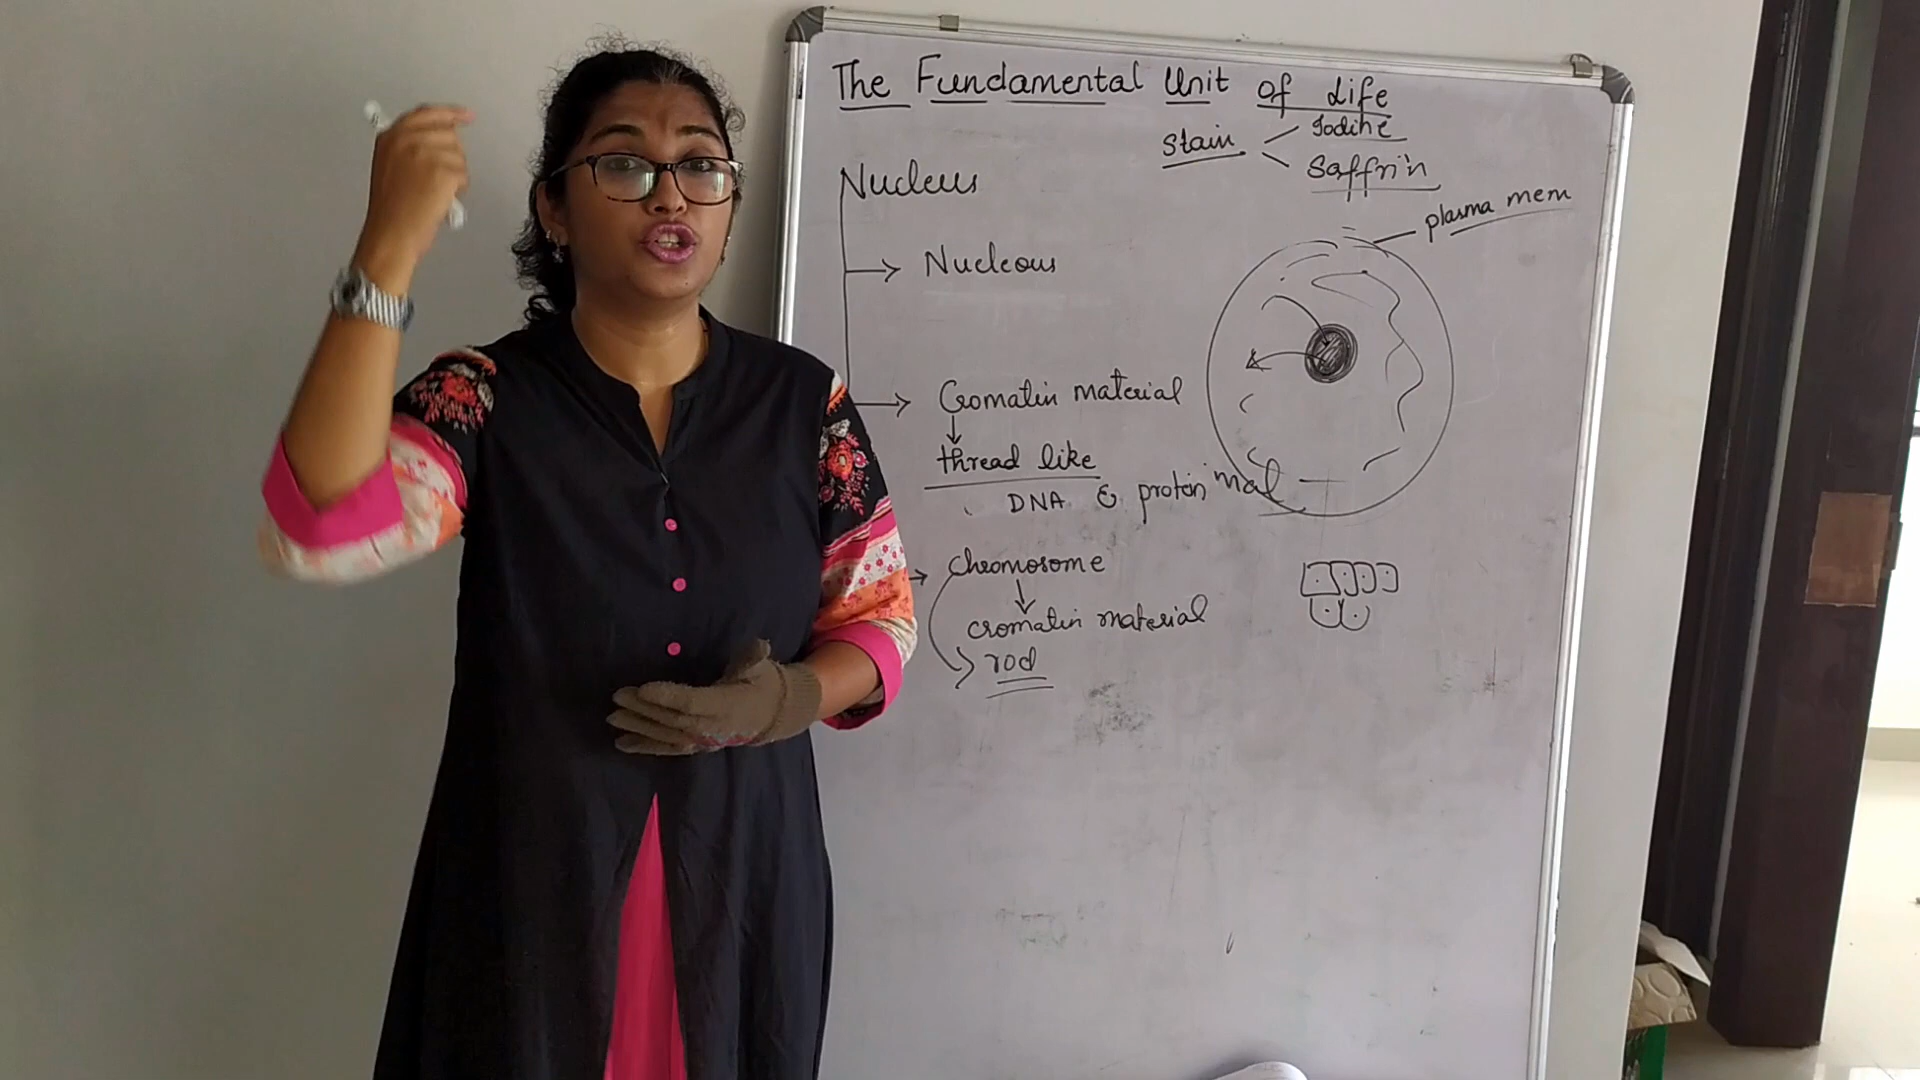 The Fundamental Unit of Life
Stain
Iodine
Saffrin
Nucleus
plasma mem
Nucleous
Cromatin material
thread like
DNA & protein mal
Chromosome
cromatin material
rod